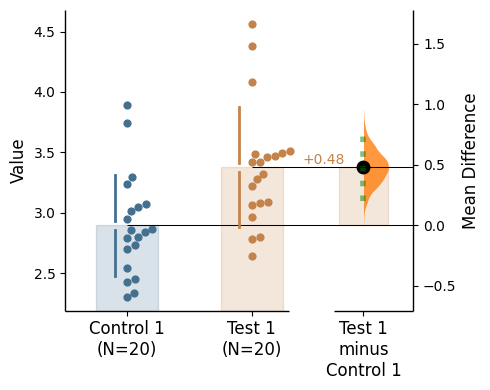 4.5
4.0
3.5
3.0
2.5
Value
+0.48
1.5
1.0
0.5
0.0
−0.5
Mean Difference
Control 1
(N=20)
Test 1
(N=20)
Test 1
minus
Control 1